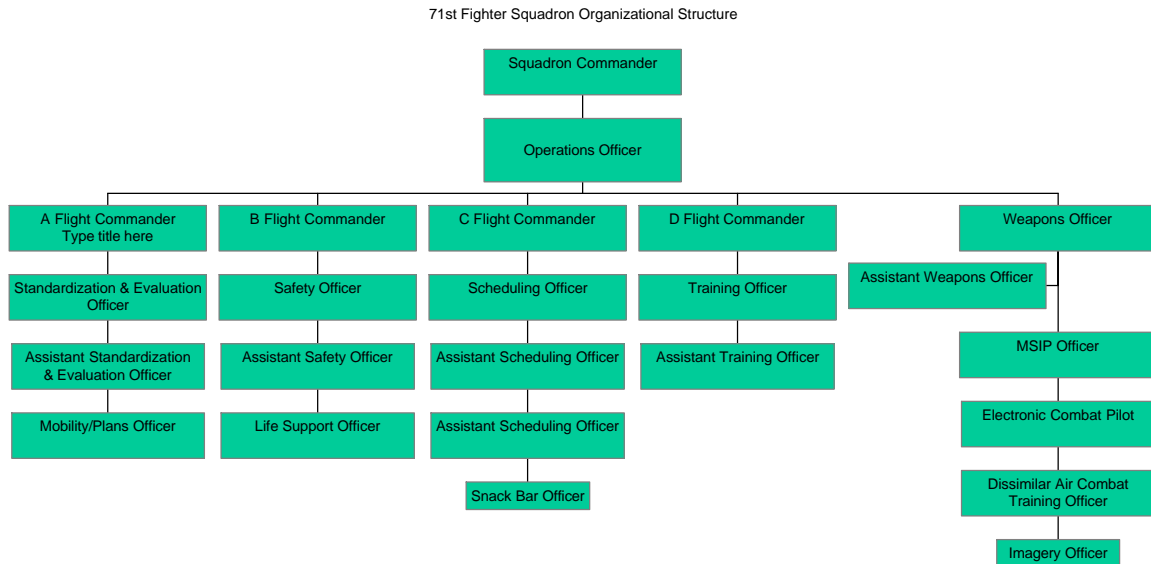 71st Fighter Squadron Organizational Structure
Squadron Commander
Operations Officer
A Flight Commander
Type title here
B Flight Commander
C Flight Commander
D Flight Commander
Weapons Officer
Standardization & Evaluation
Officer
Safety Officer
Scheduling Officer
Training Officer
Assistant Weapons Officer
Assistant Standardization
& Evaluation Officer
Assistant Safety Officer
Assistant Scheduling Officer
Assistant Training Officer
MSIP Officer
Mobility/Plans Officer
Life Support Officer
Assistant Scheduling Officer
Electronic Combat Pilot
Snack Bar Officer
Dissimilar Air Combat
Training Officer
Imagery Officer